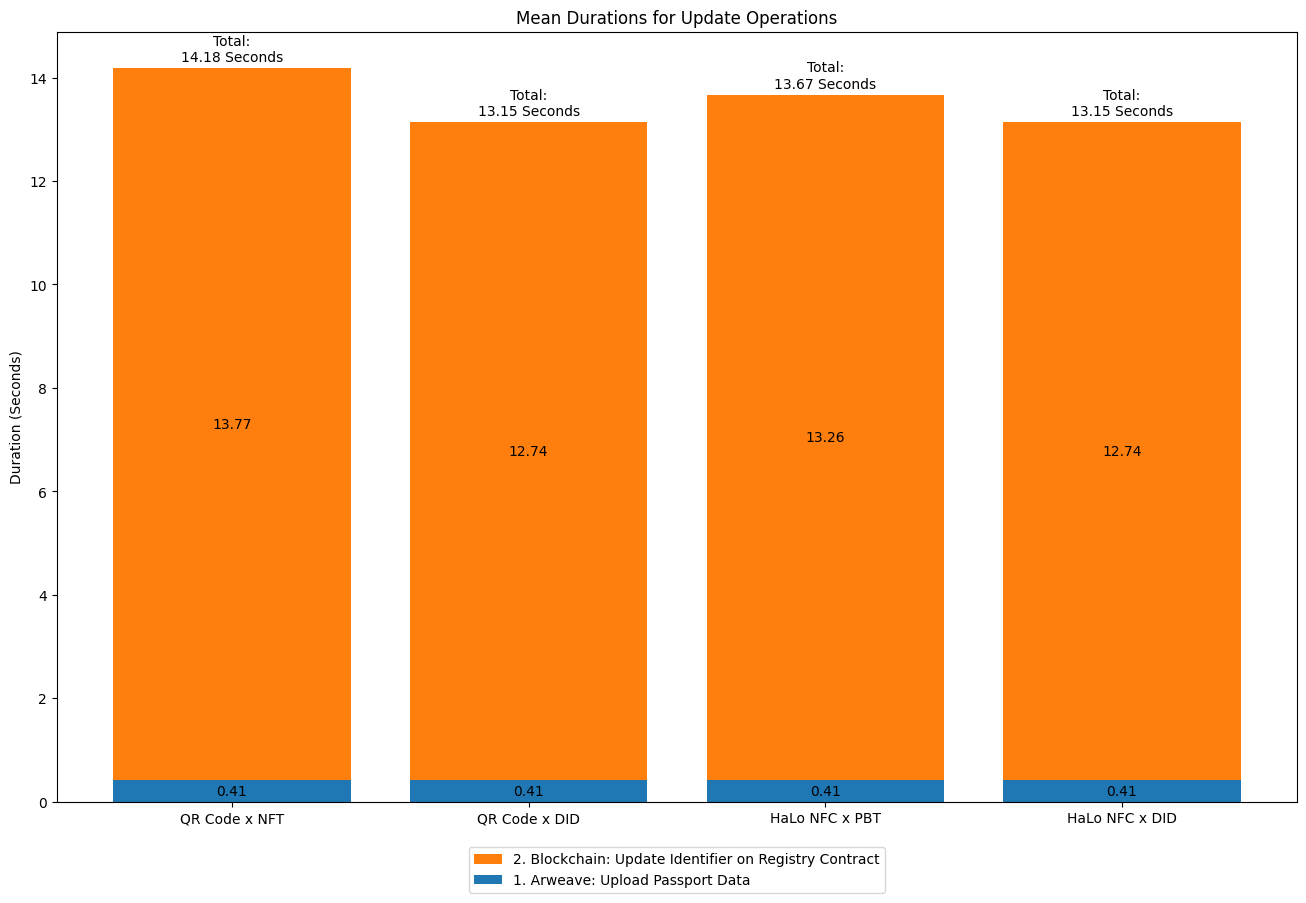 Mean Durations for Update Operations
Duration (Seconds)
14
12
10
8
6
4
2
0
Total:
14.18 Seconds
13.77
0.41
QR Code x NFT
Total:
13.15 Seconds
12.74
0.41
QR Code x DID
Total:
13.67 Seconds
13.26
0.41
HaLo NFC x PBT
Total:
13.15 Seconds
12.74
0.41
HaLo NFC x DID
2. Blockchain: Update Identifier on Registry Contract
1. Arweave: Upload Passport Data